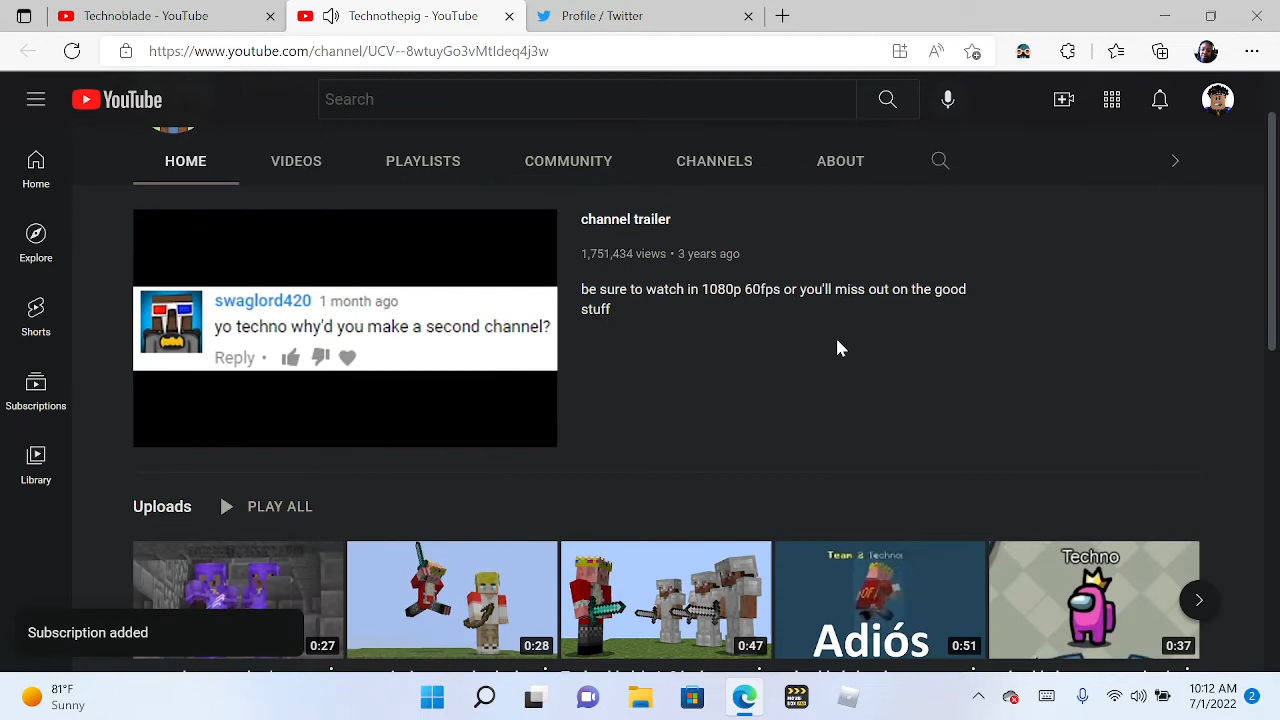 Technolade - YouTube
Technothepig - YouTube
Profile / Twitter
https://www.youtube.com/channel/UCV--8wtuyGo3vMtIdeq4j3w
YouTube
Search
HOME VIDEOS PLAYLISTS COMMUNITY CHANNELS ABOUT
Home
Explore
Shorts
Subscriptions
Library
swaglord420 1 month ago
yo techno why'd you make a second channel?
Reply •
channel trailer
1,751,434 views • 3 years ago
be sure to watch in 1080p 60fps or you'll miss out on the good
stuff
Uploads PLAY ALL
0:27
0:28
0:47
Team 2 Techno
OF
Adiós
0:51
Techno
0:37
Subscription added
81°F
Sunny
10:12 AM
7/1/2022
2